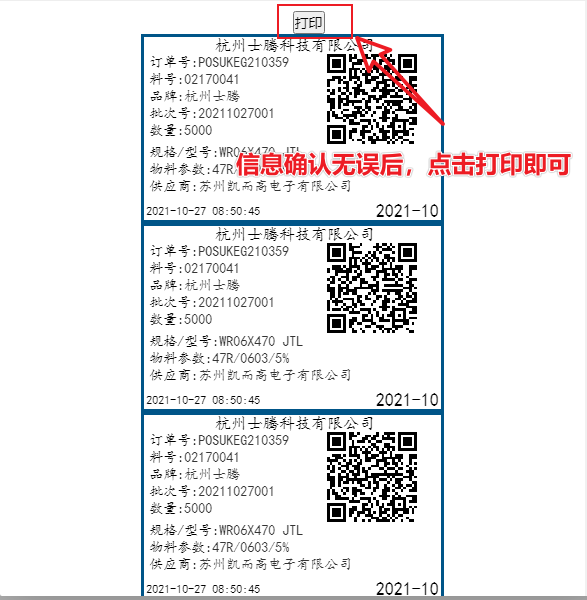 打印
杭州士腾科技有限公司
订单号:POSUKEG210359
料号:02170041
品牌:杭州士腾
批次号:20211027001
数量:5000
规格/型号:WR06X470 JTL
信息确认无误后，点击打印即可
物料参数:47R/
供应商:苏州凯而高电子有限公司
2021-10-27 08:50:45
2021-10
杭州士腾科技有限公司
订单号:POSUKEG210359
料号:02170041
品牌:杭州士腾
批次号:20211027001
数量:5000
规格/型号:WR06X470 JTL
物料参数:47R/0603/5%
供应商:苏州凯而高电子有限公司
2021-10-27 08:50:45
2021-10
杭州士腾科技有限公司
订单号:POSUKEG210359
料号:02170041
品牌:杭州士腾
批次号:20211027001
数量:5000
规格/型号:WR06X470 JTL
物料参数:47R/0603/5%
供应商:苏州凯而高电子有限公司
2021-10-27 08:50:45
2021-10